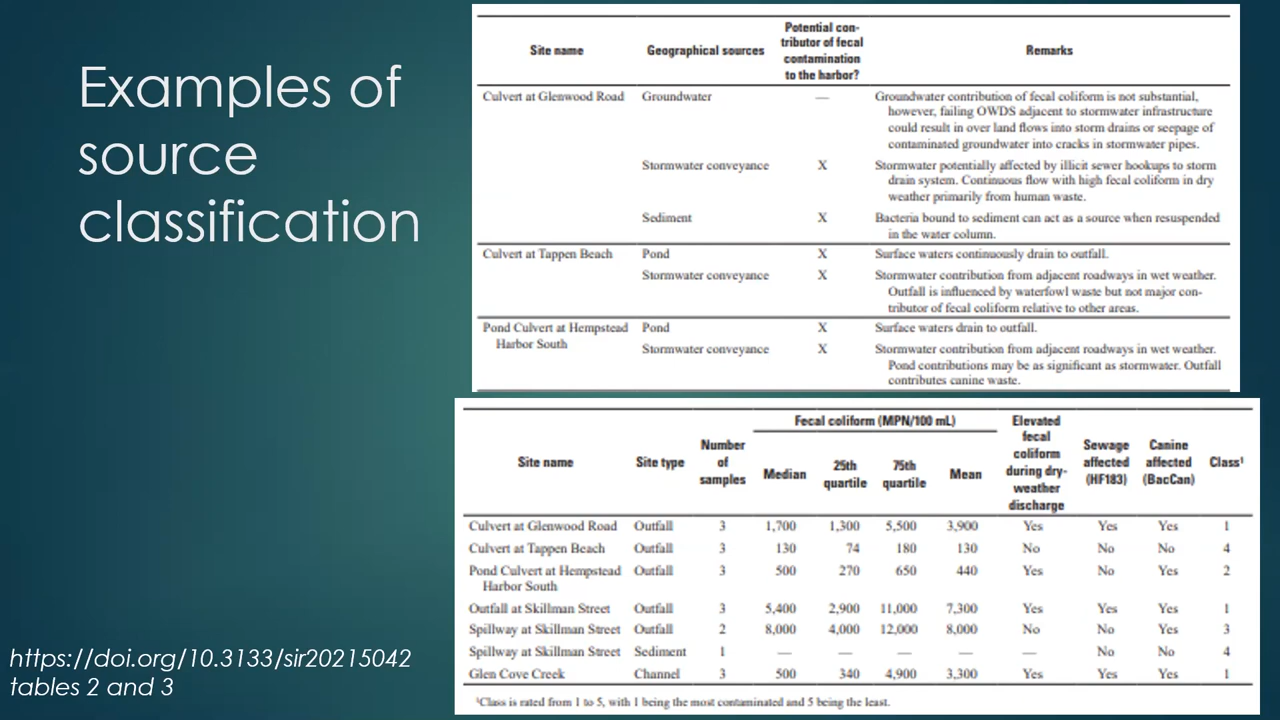 Examples of
source
classification
https://doi.org/10.3133/sir20215042
tables 2 and 3
Site name Geographical sources Potential con-
tributor of fecal
contamination
to the harbor? Remarks
Culvert at Glenwood Road Groundwater — Groundwater contribution of fecal coliform is not substantial,
however, failing OWDS adjacent to stormwater infrastructure
could result in over land flows into storm drains or seepage of
contaminated groundwater into cracks in stormwater pipes.
Stormwater conveyance X Stormwater potentially affected by illicit sewer hookups to storm
drain system. Continuous flow with high fecal coliform in dry
weather primarily from human waste.
Sediment X Bacteria bound to sediment can act as a source when resuspended
in the water column.
Culvert at Tappen Beach Pond X Surface waters continuously drain to outfall.
Stormwater conveyance X Stormwater contribution from adjacent roadways in wet weather.
Outfall is influenced by waterfowl waste but not major con-
tributor of fecal coliform relative to other areas.
Pond Culvert at Hempstead Pond X Surface waters drain to outfall.
Harbor South
Stormwater conveyance X Stormwater contribution from adjacent roadways in wet weather.
Pond contributions may be as significant as stormwater. Outfall
contributes canine waste.
Site name Site type Number
of
samples Fecal coliform (MPN/100 mL)
Median 25th
quartile 75th
quartile Mean
Elevated
fecal
coliform
during dry-
weather
discharge
Sewage
affected
(HF183)
Canine
affected
(BacCan)
Class¹
Culvert at Glenwood Road Outfall 3 1,700 1,300 5,500 3,900 Yes Yes Yes 1
Culvert at Tappen Beach Outfall 3 130 74 180 130 No No No 4
Pond Culvert at Hempstead Outfall 3 500 270 650 440 Yes No Yes 2
Harbor South
Outfall at Skillman Street Outfall 3 5,400 2,900 11,000 7,300 Yes Yes Yes 1
Spillway at Skillman Street Outfall 2 8,000 4,000 12,000 8,000 No No Yes 3
Spillway at Skillman Street Sediment 1 — — — — — No No 4
Glen Cove Creek Channel 3 500 340 4,900 3,300 Yes Yes Yes 1
¹Class is rated from 1 to 5, with 1 being the most contaminated and 5 being the least.